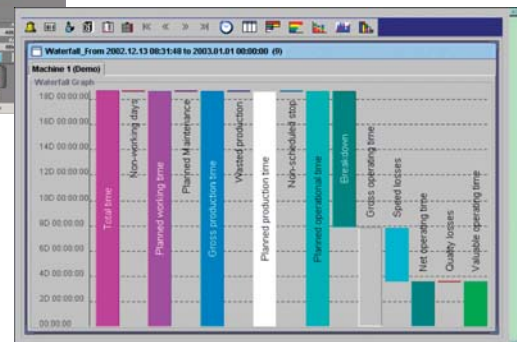 Waterfall_From 2002.12.13 08:31:48 to 2003.01.01 00:00:00 (9)
Machine 1 (Demo)
Waterfall Graph
18D 00:00:00
16D 00:00:00
14D 00:00:00
12D 00:00:00
10D 00:00:00
8D 00:00:00
6D 00:00:00
4D 00:00:00
2D 00:00:00
00:00:00
Total time
Non-working days
Planned working time
Planned Maintenance
Gross production time
Wasted production
Planned production time
Non-scheduled stop
Planned operational time
Breakdown
Gross operating time
Speed losses
Net operating time
Quality losses
Valuable operating time